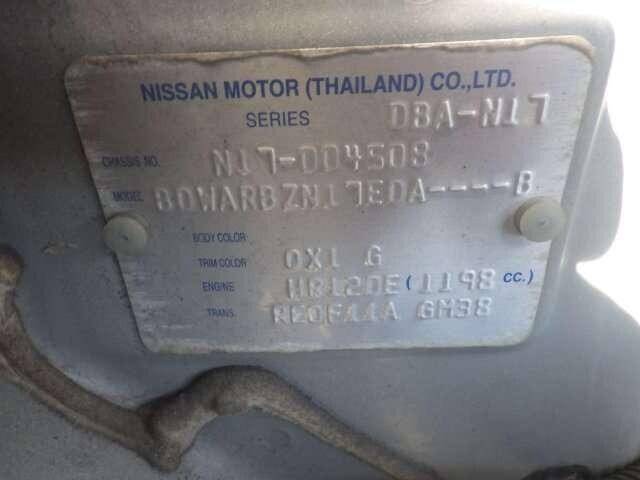 NISSAN MOTOR (THAILAND) CO.,LTD.
SERIES DBA-N17
CHASSIS NO. N17-004508
MODEL BDWARBZN17EDA----B
BODY COLOR
TRIM COLOR 0X1 G
ENGINE HR12DE (1198 cc.)
TRANS. RE0F11A GM38